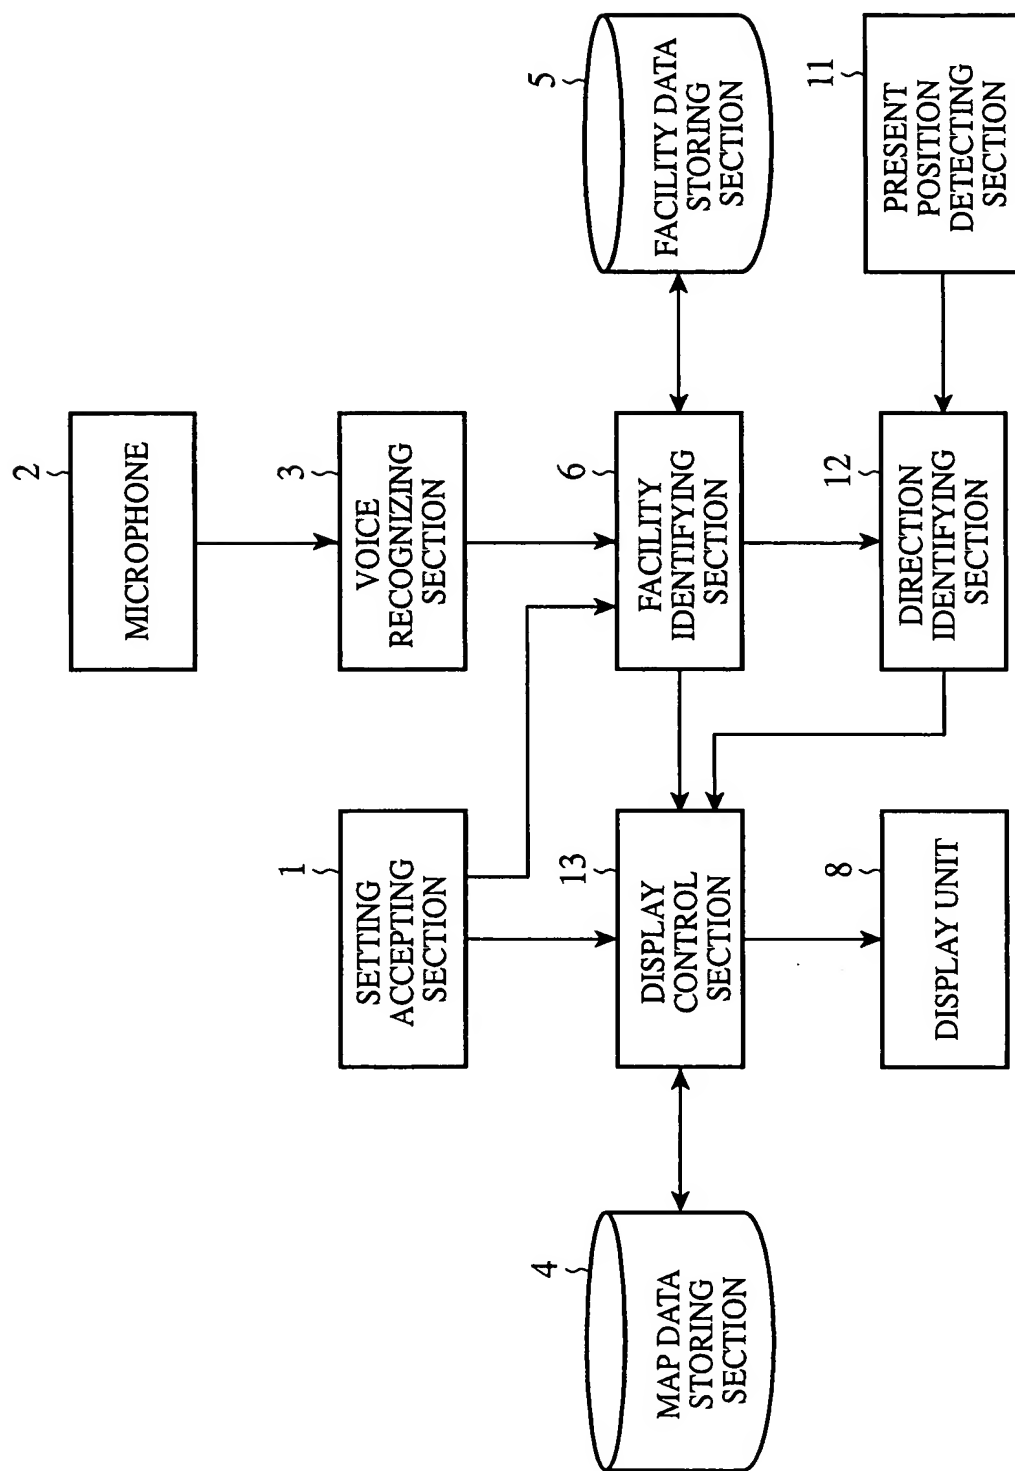 2
MICROPHONE
1
SETTING
ACCEPTING
SECTION
3
VOICE
RECOGNIZING
SECTION
4
MAP DATA
STORING
SECTION
13
DISPLAY
CONTROL
SECTION
6
FACILITY
IDENTIFYING
SECTION
5
FACILITY DATA
STORING
SECTION
8
DISPLAY UNIT
12
DIRECTION
IDENTIFYING
SECTION
11
PRESENT
POSITION
DETECTING
SECTION